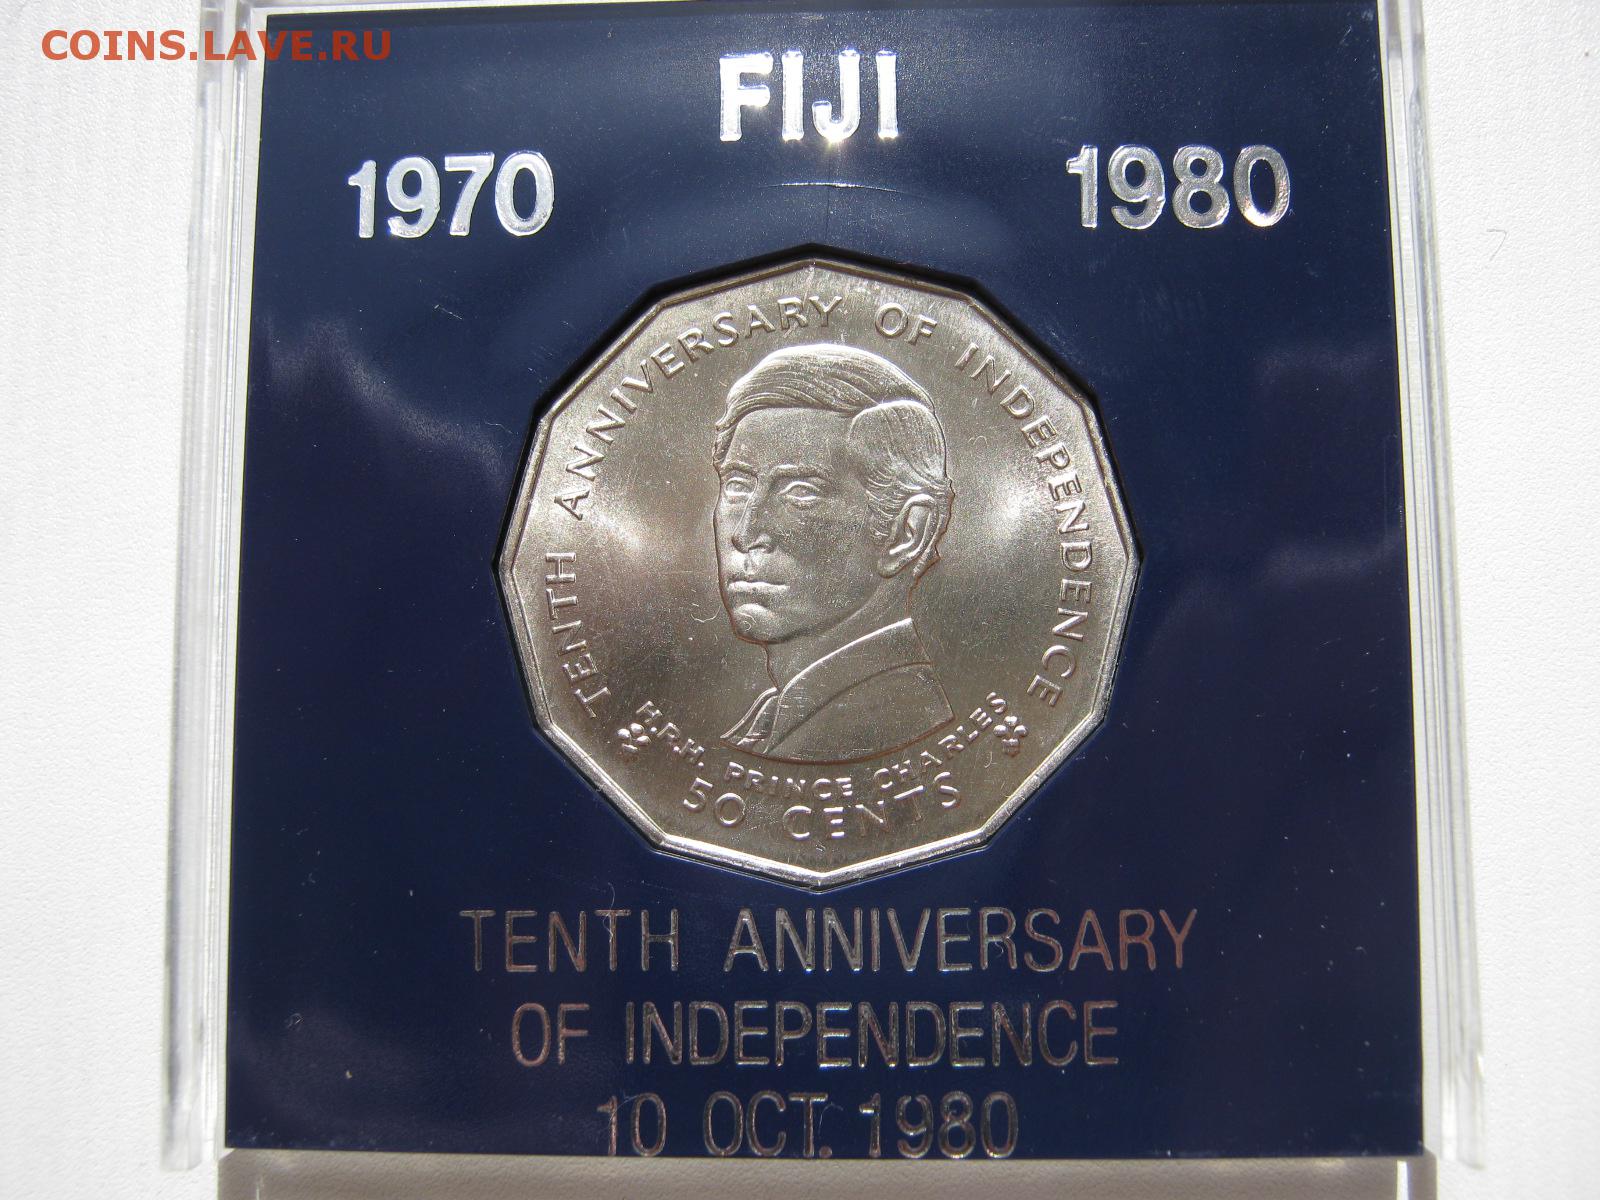 COINS.LAVE.RU
FIJI
1970 1980
TENTH ANNIVERSARY OF INDEPENDENCE
H.R.H. PRINCE CHARLES
50 CENTS
TENTH ANNIVERSARY
OF INDEPENDENCE
10 OCT. 1980